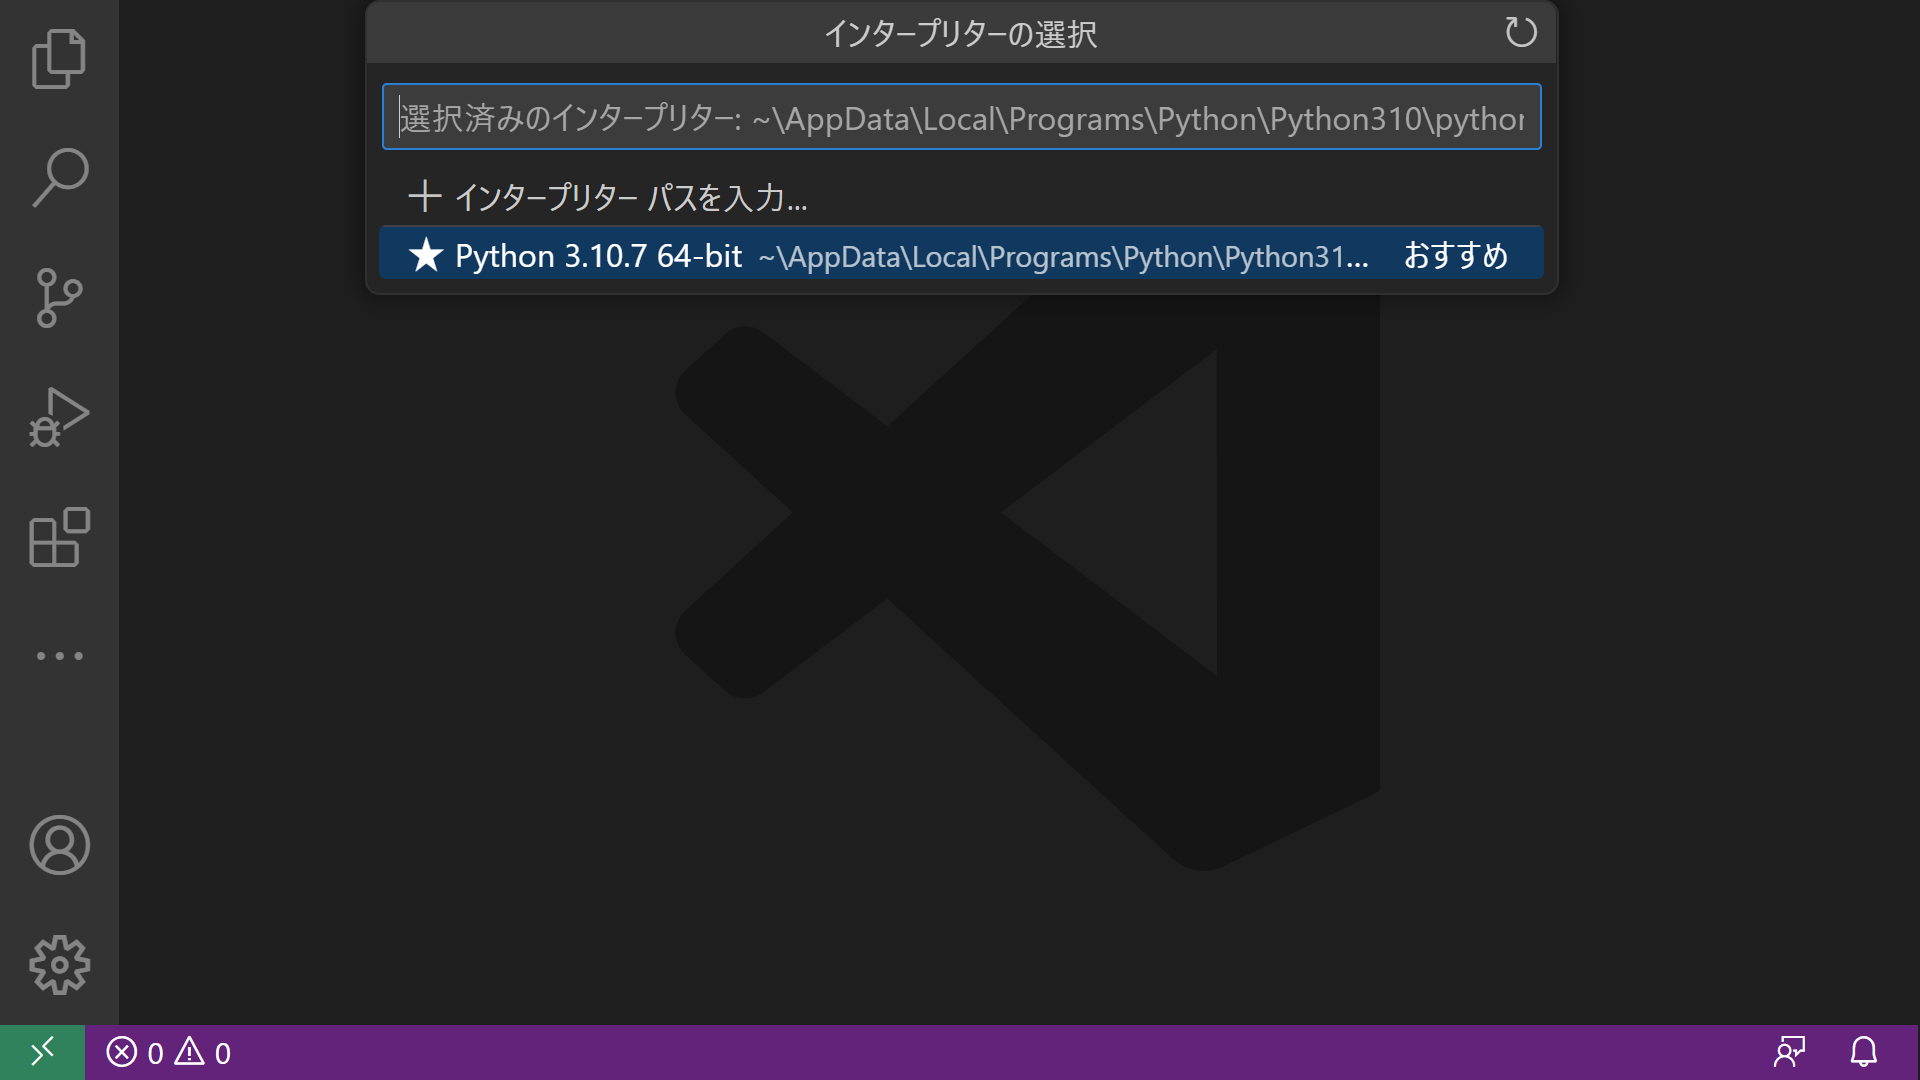 インタープリターの選択
選択済みのインタープリター: ~\AppData\Local\Programs\Python\Python310\python
インタープリター パスを入力...
Python 3.10.7 64-bit ~\AppData\Local\Programs\Python\Python31... おすすめ
0 0